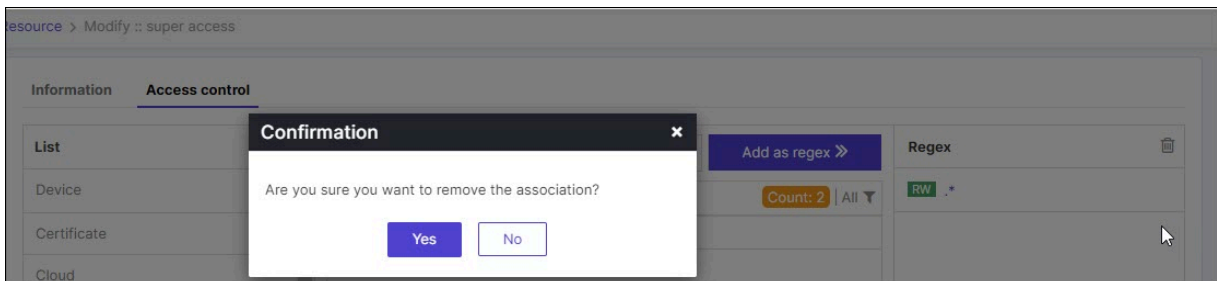 Resource > Modify :: super access
Information Access control
Confirmation ×
List Add as regex Regex
Are you sure you want to remove the association?
Device Count: 2 | All RW .*
Yes No
Certificate
Cloud